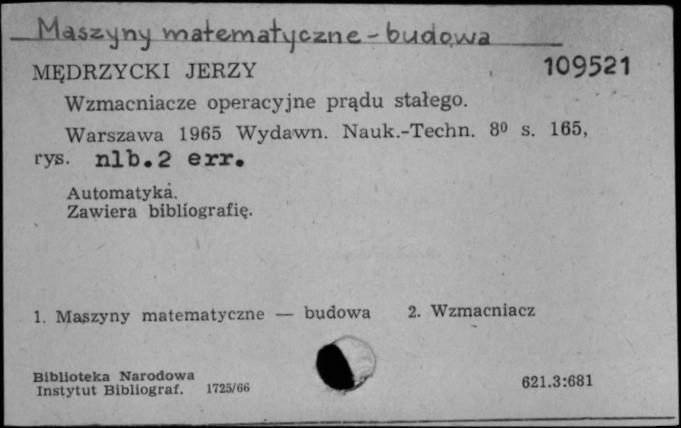 Maszyny matematyczne - budowa
MĘDRZYCKI JERZY 109521
Wzmacniacze operacyjne prądu stałego.
Warszawa 1965 Wydawn. Nauk.-Techn. 8⁰ s. 165,
rys. nlb.2 err.
Automatyka.
Zawiera bibliografię.
1. Maszyny matematyczne — budowa 2. Wzmacniacz
Biblioteka Narodowa
Instytut Bibliograf. 1725/66 621.3:681